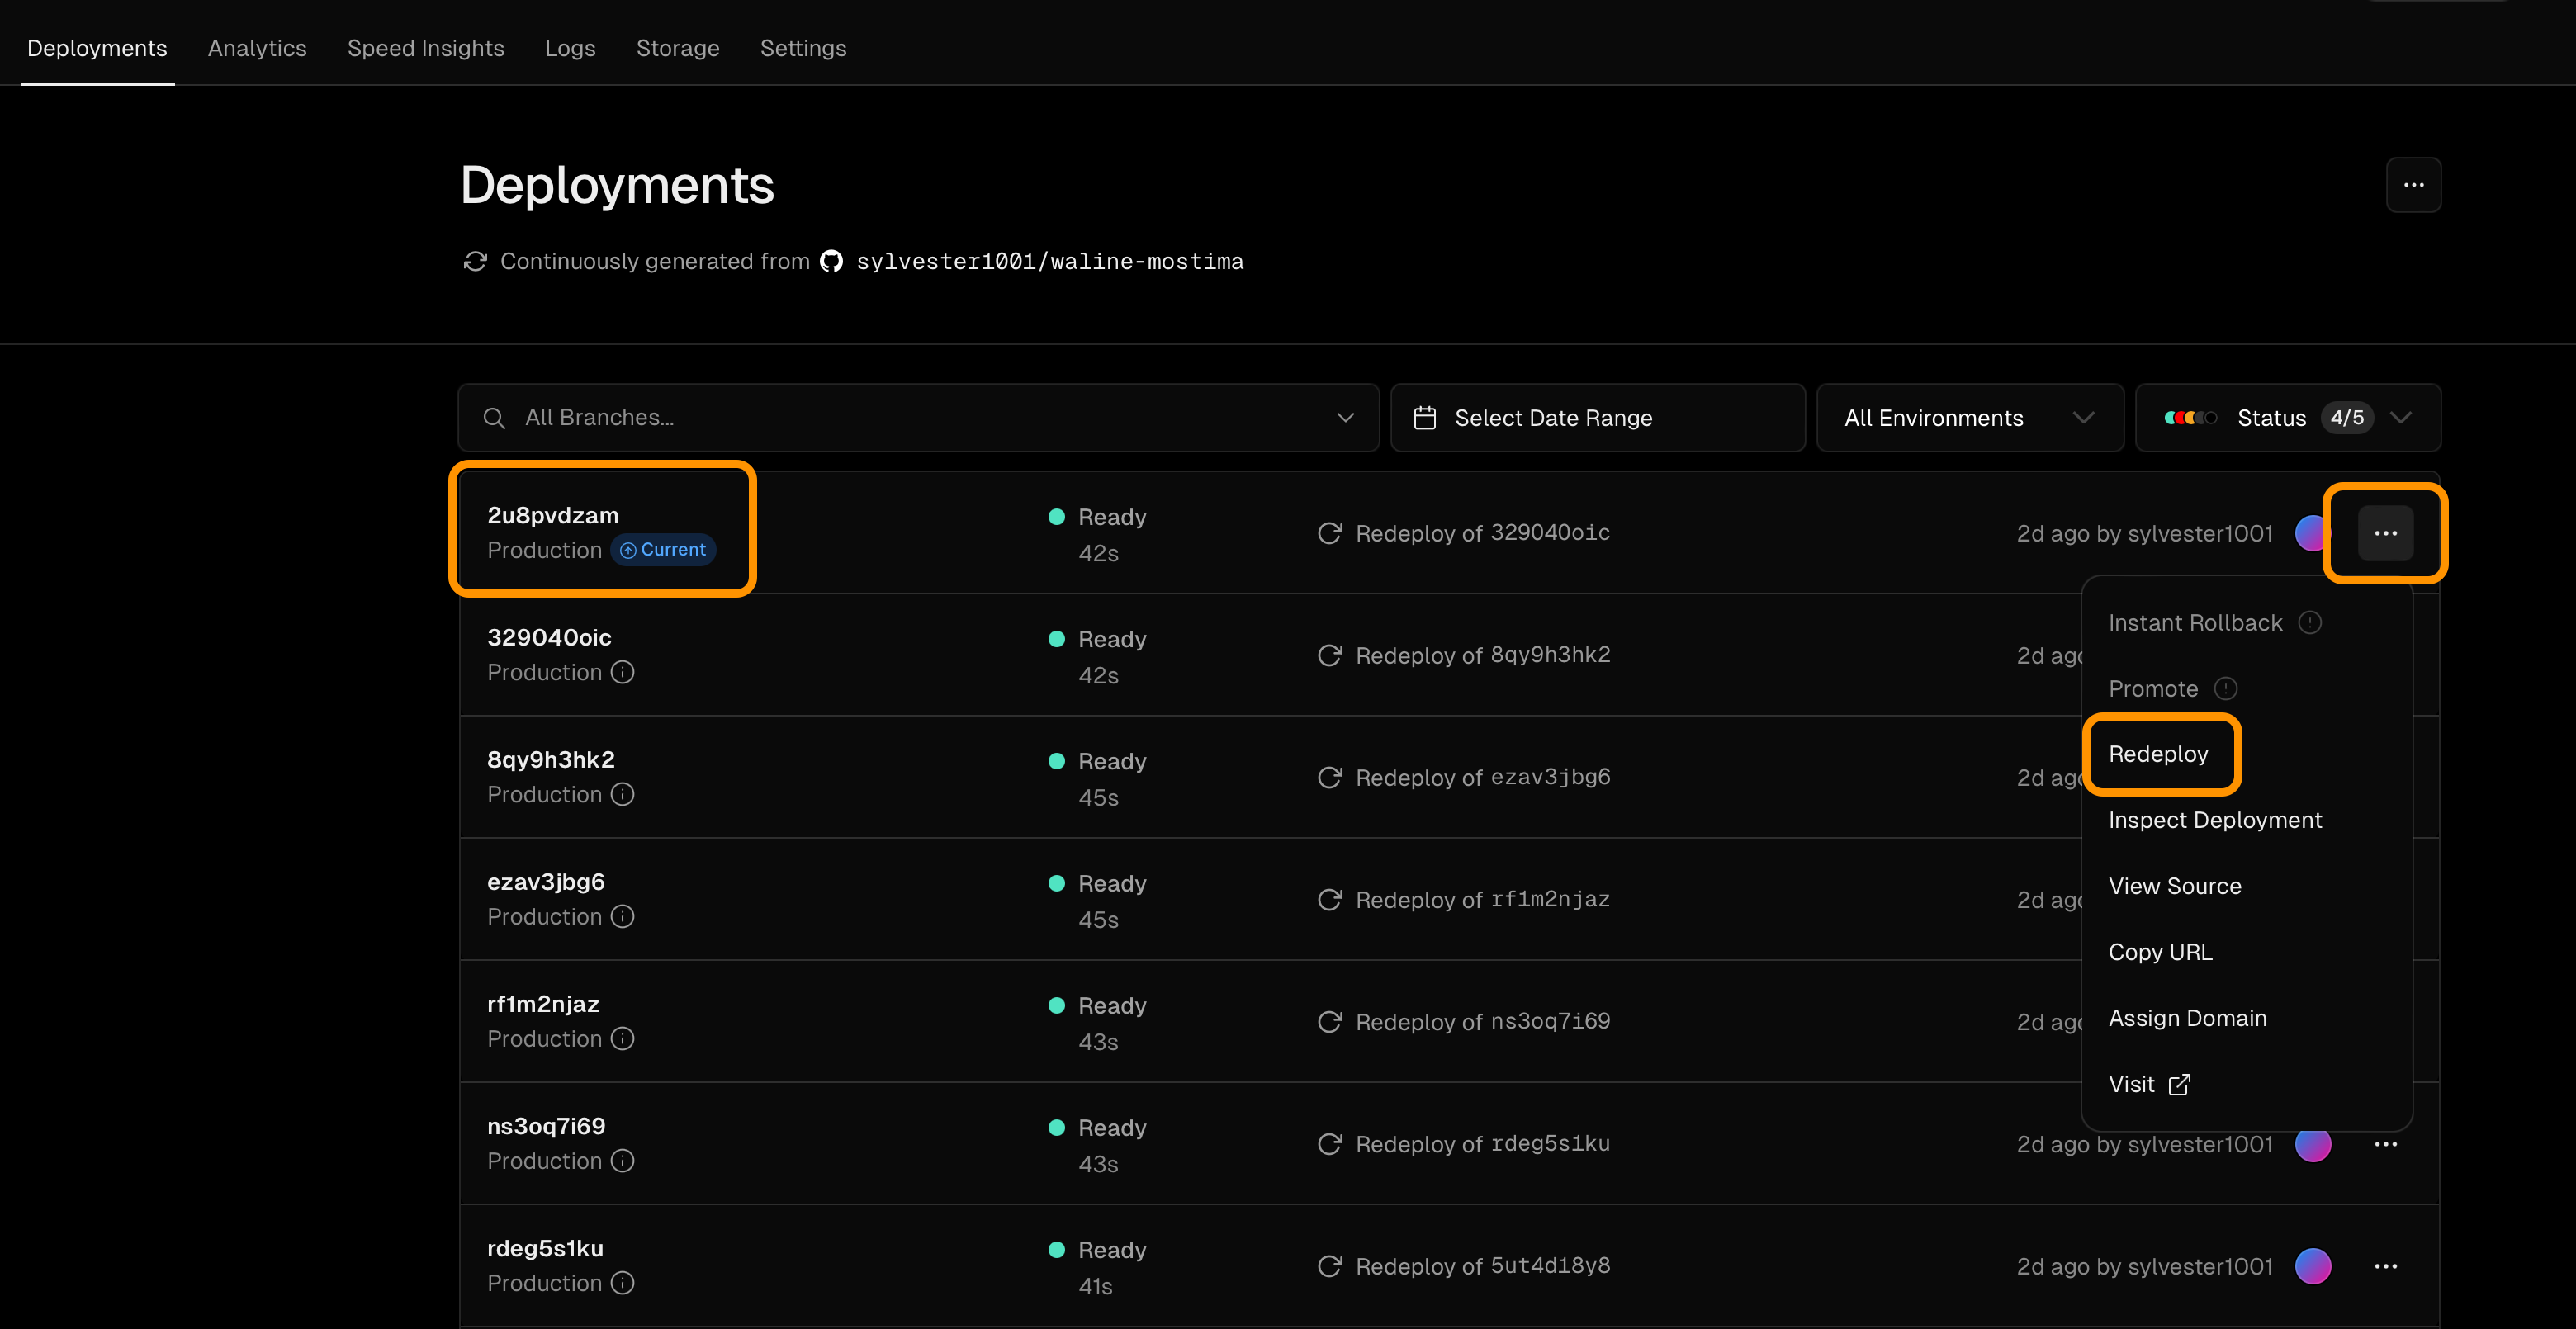 Deployments Analytics Speed Insights Logs Storage Settings
Deployments
Continuously generated from sylvester1001/waline-mostima
All Branches...
Select Date Range
All Environments
Status 4/5
2u8pvdzam
Production Current
Ready
42s
Redeploy of 329040oic
2d ago by sylvester1001
329040oic
Production
Ready
42s
Redeploy of 8qy9h3hk2
2d ago
8qy9h3hk2
Production
Ready
45s
Redeploy of ezav3jbg6
2d ago
ezav3jbg6
Production
Ready
45s
Redeploy of rf1m2njaz
2d ago
rf1m2njaz
Production
Ready
43s
Redeploy of ns3oq7i69
2d ago
ns3oq7i69
Production
Ready
43s
Redeploy of rdeg5s1ku
2d ago by sylvester1001
rdeg5s1ku
Production
Ready
41s
Redeploy of 5ut4d18y8
2d ago by sylvester1001
Instant Rollback
Promote
Redeploy
Inspect Deployment
View Source
Copy URL
Assign Domain
Visit